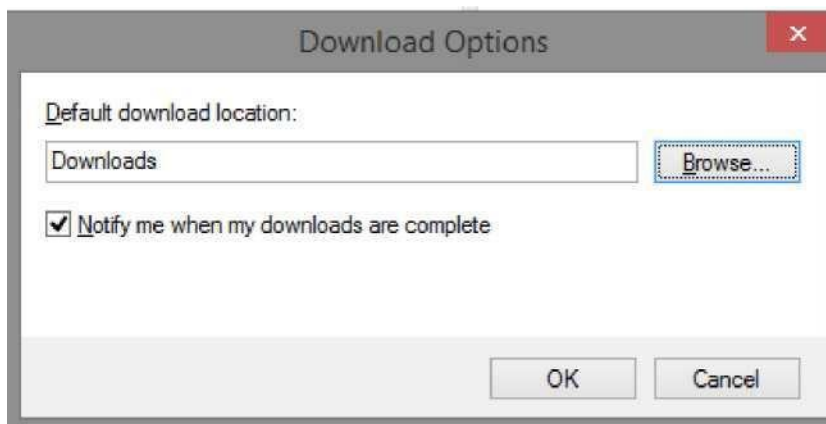 Download Options
Default download location:
Downloads
Browse...
Notify me when my downloads are complete
OK
Cancel